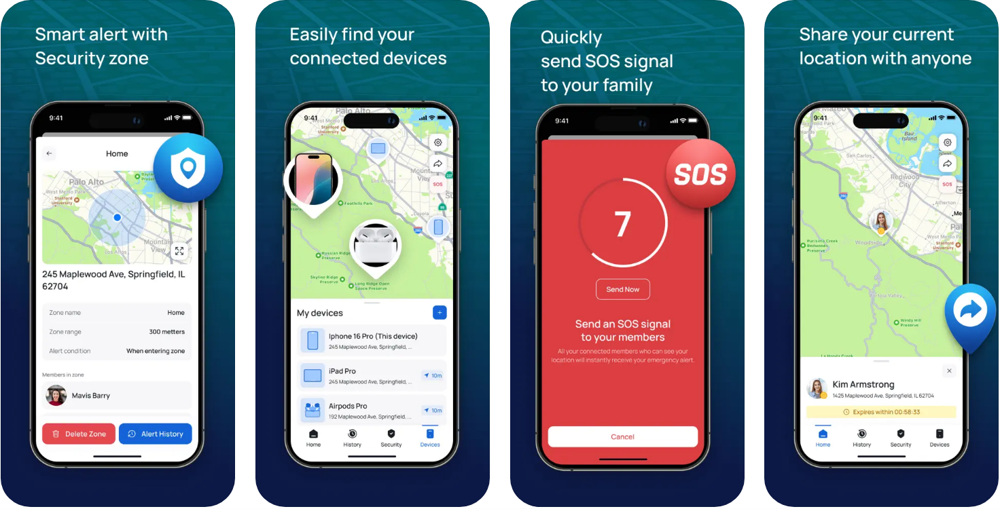 Smart alert with
Security zone
9:41
Home
Palo Alto
West Menlo Park
Stanford
University
Mountain
View
Los Altos
245 Maplewood Ave, Springfield, IL
62704
Zone name Home
Zone range 300 metters
Alert condition When entering zone
Members in zone
Mavis Barry
Delete Zone Alert History
Easily find your
connected devices
9:41
Palo Alto
Stanford
University
Preserve
SOS
Los Altos
Foothills Park
Loyola
280
Russian Ridge
Preserve
Skyline Ridge
Preserve
Long Ridge Open
Space Preserve
My devices
+
Iphone 16 Pro (This device)
245 Maplewood Ave, Springfield, ...
iPad Pro
245 Maplewood Ave, Springfield, ...
10m
Airpods Pro
192 Maplewood Ave, Springfield, ...
10m
Home History Security Devices
Quickly
send SOS signal
to your family
9:41
SOS
7
Send Now
Send an SOS signal
to your members
All your connected members who can see your
location will instantly receive your emergency alert.
Cancel
Share your current
location with anyone
9:41
Bair
Island
San Carlos
Redwood
City
SOS
280
Atherton
West Menlo P
Stanford
University
Purisima Creek
Redwoods
Preserve
Woodside
Portola Valley
Windy Hill
Preserve
La Honda Creek
Kim Armstrong
1425 Maplewood Ave, Springfield, IL 62704
Expires within 00:58:33
Home History Security Devices